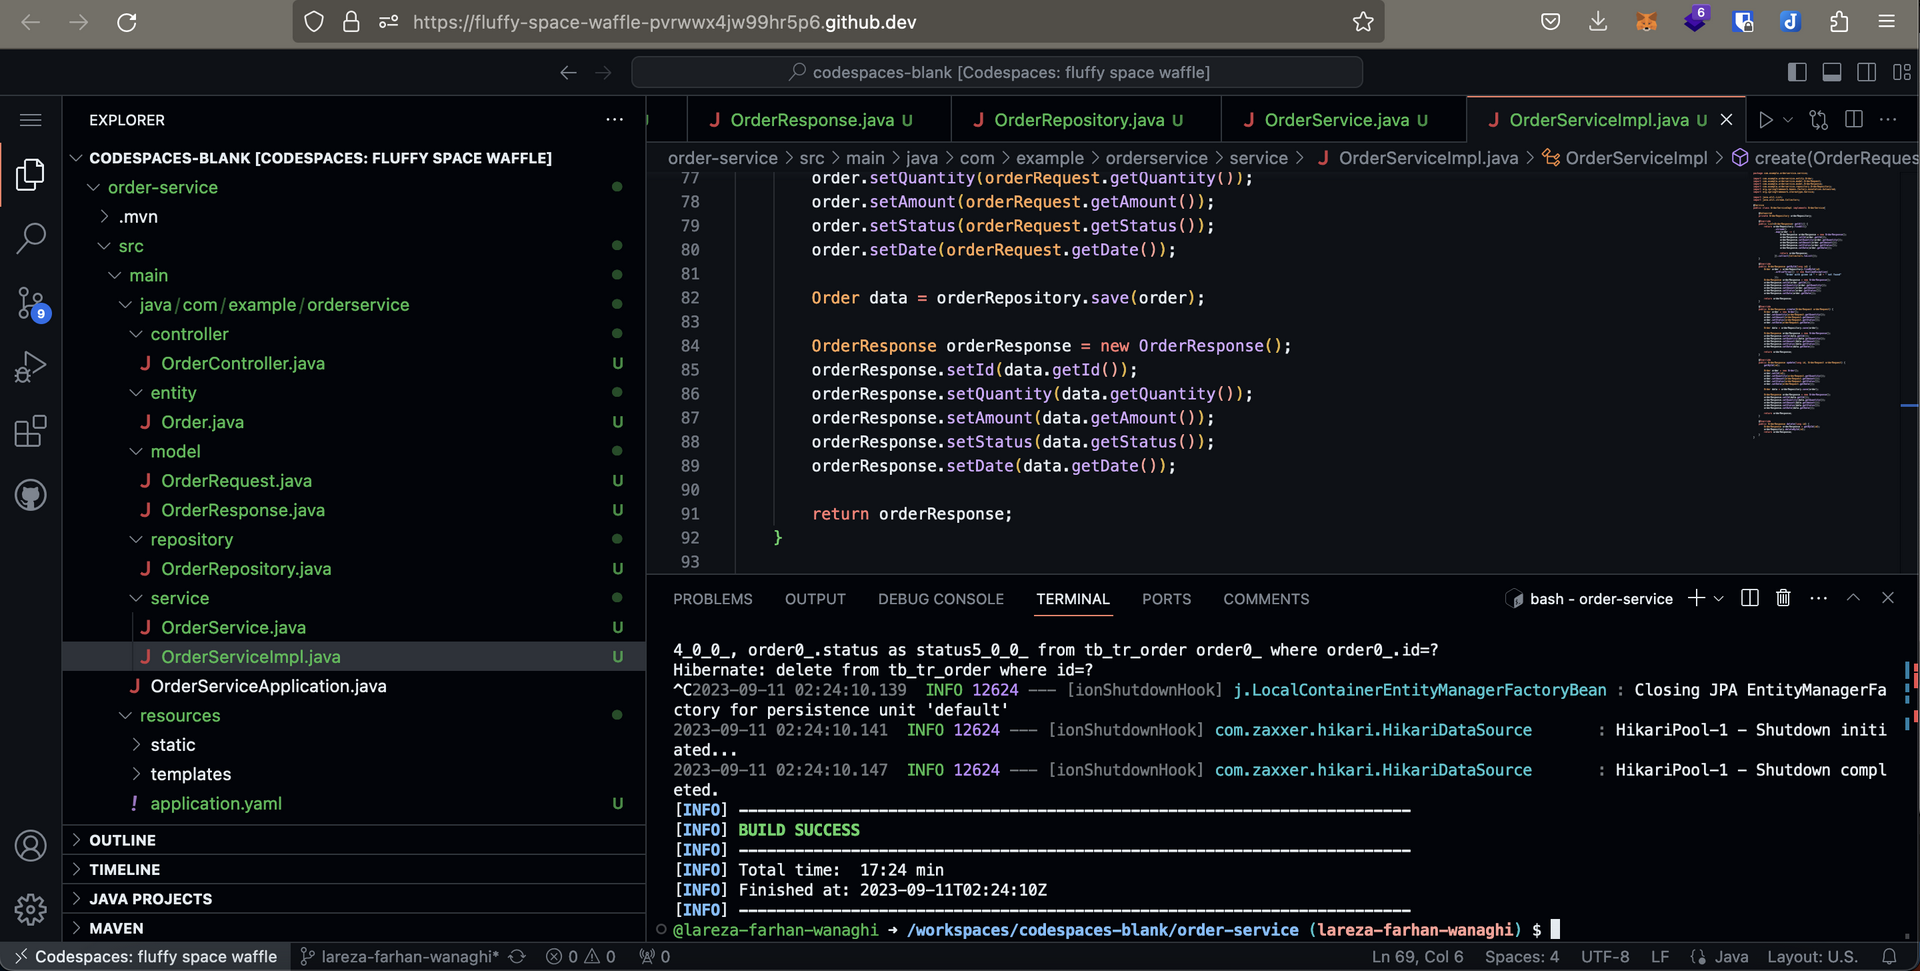 https://fluffy-space-waffle-pvrwwx4jw99hr5p6.github.dev
6
codespaces-blank [Codespaces: fluffy space waffle]
EXPLORER
CODESPACES-BLANK [CODESPACES: FLUFFY SPACE WAFFLE]
order-service
.mvn
src
main
java/com/example/orderservice
controller
OrderController.java U
entity
Order.java U
model
OrderRequest.java U
OrderResponse.java U
repository
OrderRepository.java U
service
OrderService.java U
OrderServiceImpl.java U
OrderServiceApplication.java
resources
static
templates
! application.yaml U
OUTLINE
TIMELINE
JAVA PROJECTS
MAVEN
9
OrderResponse.java U
OrderRepository.java U
OrderService.java U
OrderServiceImpl.java U
order-service > src > main > java > com > example > orderservice > service > OrderServiceImpl.java > OrderServiceImpl > create(OrderReques
77 order.setQuantity(orderRequest.getQuantity());
78 order.setAmount(orderRequest.getAmount());
79 order.setStatus(orderRequest.getStatus());
80 order.setDate(orderRequest.getDate());
81
82 Order data = orderRepository.save(order);
83
84 OrderResponse orderResponse = new OrderResponse();
85 orderResponse.setId(data.getId());
86 orderResponse.setQuantity(data.getQuantity());
87 orderResponse.setAmount(data.getAmount());
88 orderResponse.setStatus(data.getStatus());
89 orderResponse.setDate(data.getDate());
90
91 return orderResponse;
92 }
93
PROBLEMS OUTPUT DEBUG CONSOLE TERMINAL PORTS COMMENTS
bash - order-service
4_0_0_, order0_.status as status5_0_0_ from tb_tr_order order0_ where order0_.id=?
Hibernate: delete from tb_tr_order where id=?
^C2023-09-11 02:24:10.139 INFO 12624 --- [ionShutdownHook] j.LocalContainerEntityManagerFactoryBean : Closing JPA EntityManagerFa
ctory for persistence unit 'default'
2023-09-11 02:24:10.141 INFO 12624 --- [ionShutdownHook] com.zaxxer.hikari.HikariDataSource : HikariPool-1 - Shutdown initi
ated...
2023-09-11 02:24:10.147 INFO 12624 --- [ionShutdownHook] com.zaxxer.hikari.HikariDataSource : HikariPool-1 - Shutdown compl
eted.
[INFO] ------------------------------------------------------------------------
[INFO] BUILD SUCCESS
[INFO] ------------------------------------------------------------------------
[INFO] Total time:  17:24 min
[INFO] Finished at: 2023-09-11T02:24:10Z
[INFO] ------------------------------------------------------------------------
@lareza-farhan-wanaghi ➜ /workspaces/codespaces-blank/order-service (lareza-farhan-wanaghi) $
Codespaces: fluffy space waffle lareza-farhan-wanaghi* 0 0 0 Ln 69, Col 6 Spaces: 4 UTF-8 LF Java Layout: U.S.